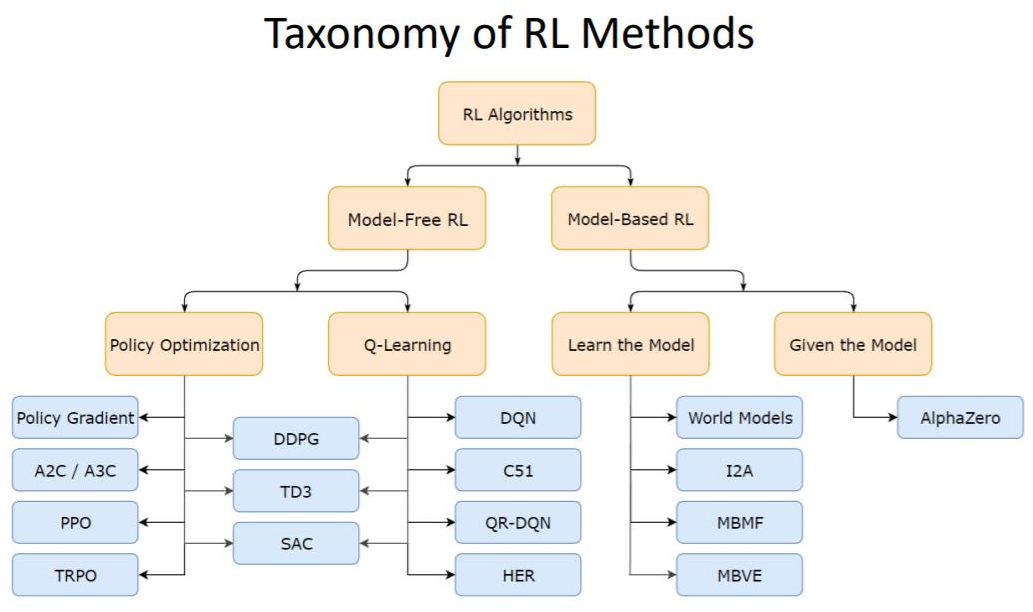 Taxonomy of RL Methods
RL Algorithms
Model-Free RL
Model-Based RL
Policy Optimization
Q-Learning
Learn the Model
Given the Model
Policy Gradient
DDPG
DQN
World Models
AlphaZero
A2C / A3C
TD3
C51
I2A
PPO
SAC
QR-DQN
MBMF
TRPO
HER
MBVE